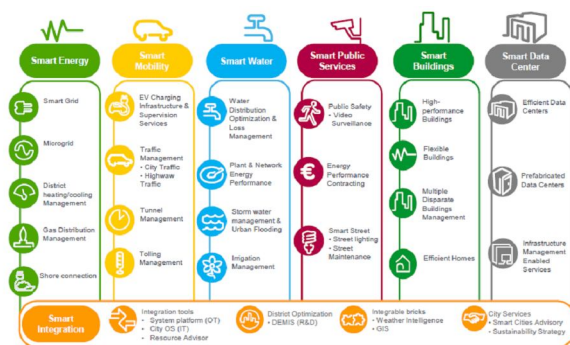 Smart Energy
Smart
Mobility
Smart Water
Smart Public
Services
Smart
Buildings
Smart Data
Center
Smart Grid
Microgrid
District
heating/cooling
Management
Gas Distribution
Management
Shore connection
EV Charging
Infrastructure &
Supervision
Services
Traffic
Management
• City Traffic
• Highwaw
Traffic
Tunnel
Management
Tolling
Management
Water
Distribution
Optimization &
Loss
Management
Plant & Network
Energy
Performance
Storm water
management &
Urban Flooding
Irrigation
Management
Public Safety
• Video
Surveillance
Energy
Performance
Contracting
Smart Street
• Street lighting
• Street
Maintenance
High-
performance
Buildings
Flexible
Buildings
Multiple
Disparate
Buildings
Management
Efficient Homes
Efficient Data
Centers
Prefabricated
Data Centers
Infrastructure
Management
Enabled
Services
Smart
Integration
Integration tools
• System platform (OT)
• City OS (IT)
• Resourse Advisor
District Optimization
• DEMIS (R&D)
Integrable bricks
• Weather Intelligence
• GIS
City Services
• Smart Cities Advisory
• Sustainability Strategy